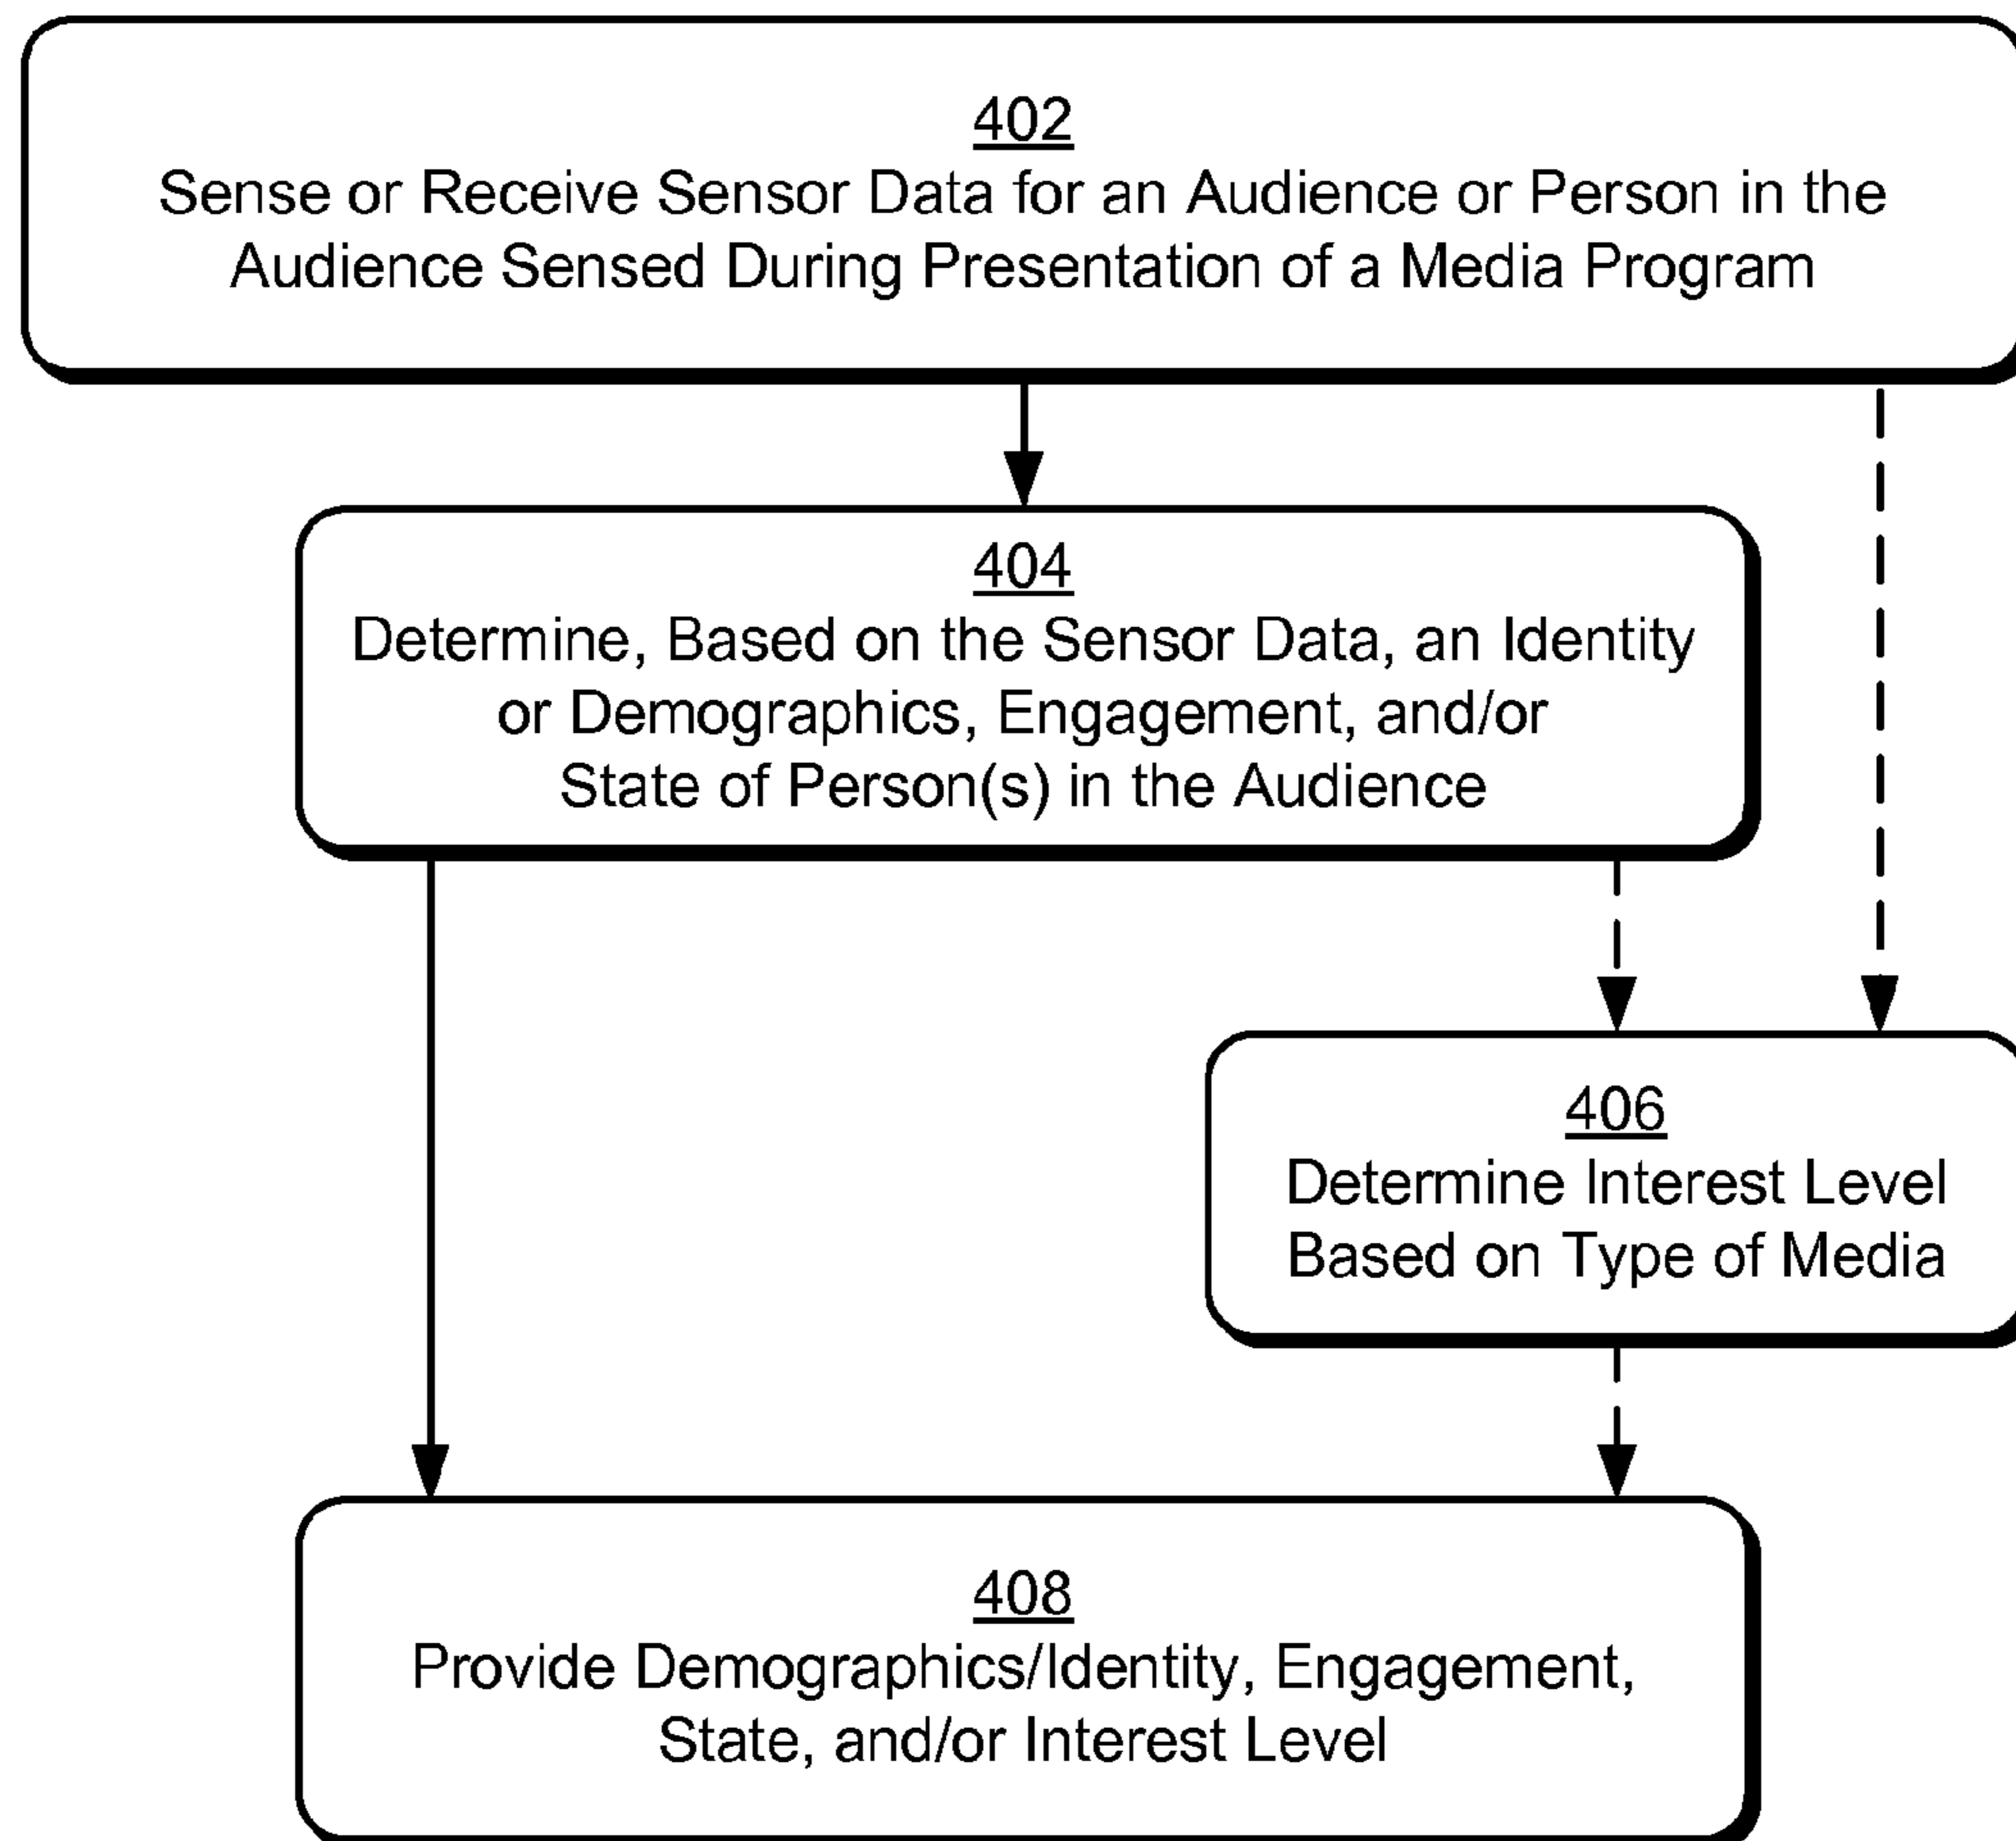 402
Sense or Receive Sensor Data for an Audience or Person in the
Audience Sensed During Presentation of a Media Program
404
Determine, Based on the Sensor Data, an Identity
or Demographics, Engagement, and/or
State of Person(s) in the Audience
406
Determine Interest Level
Based on Type of Media
408
Provide Demographics/Identity, Engagement,
State, and/or Interest Level